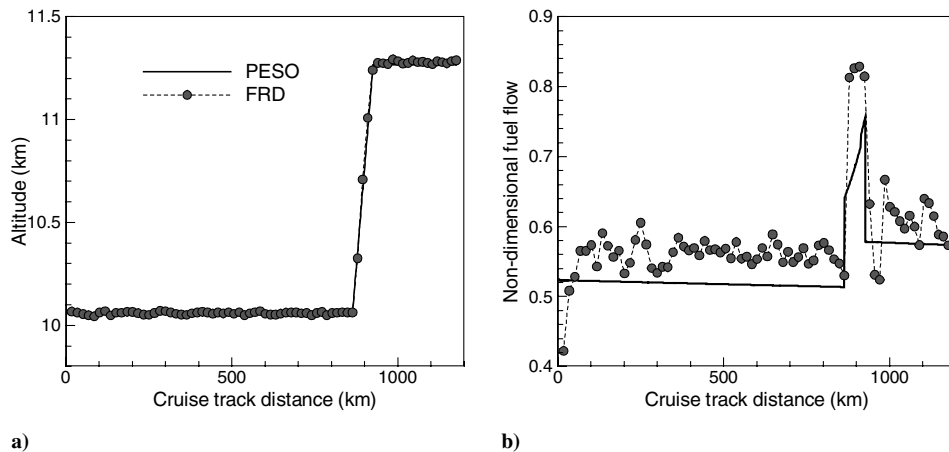 11.5
11
10.5
10
0
500
1000
Altitude (km)
Cruise track distance (km)
PESO
FRD
a)
0.9
0.8
0.7
0.6
0.5
0.4
0
500
1000
Non-dimensional fuel flow
Cruise track distance (km)
b)